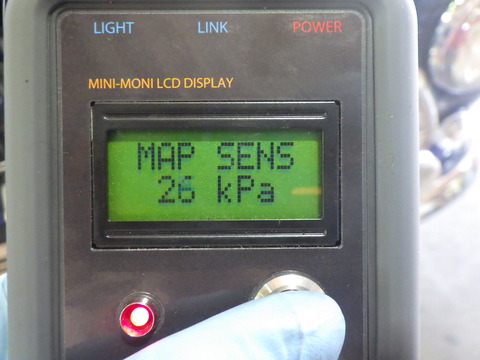 LIGHT LINK POWER
MINI-MONI LCD DISPLAY
MAP SENS
26 kPa